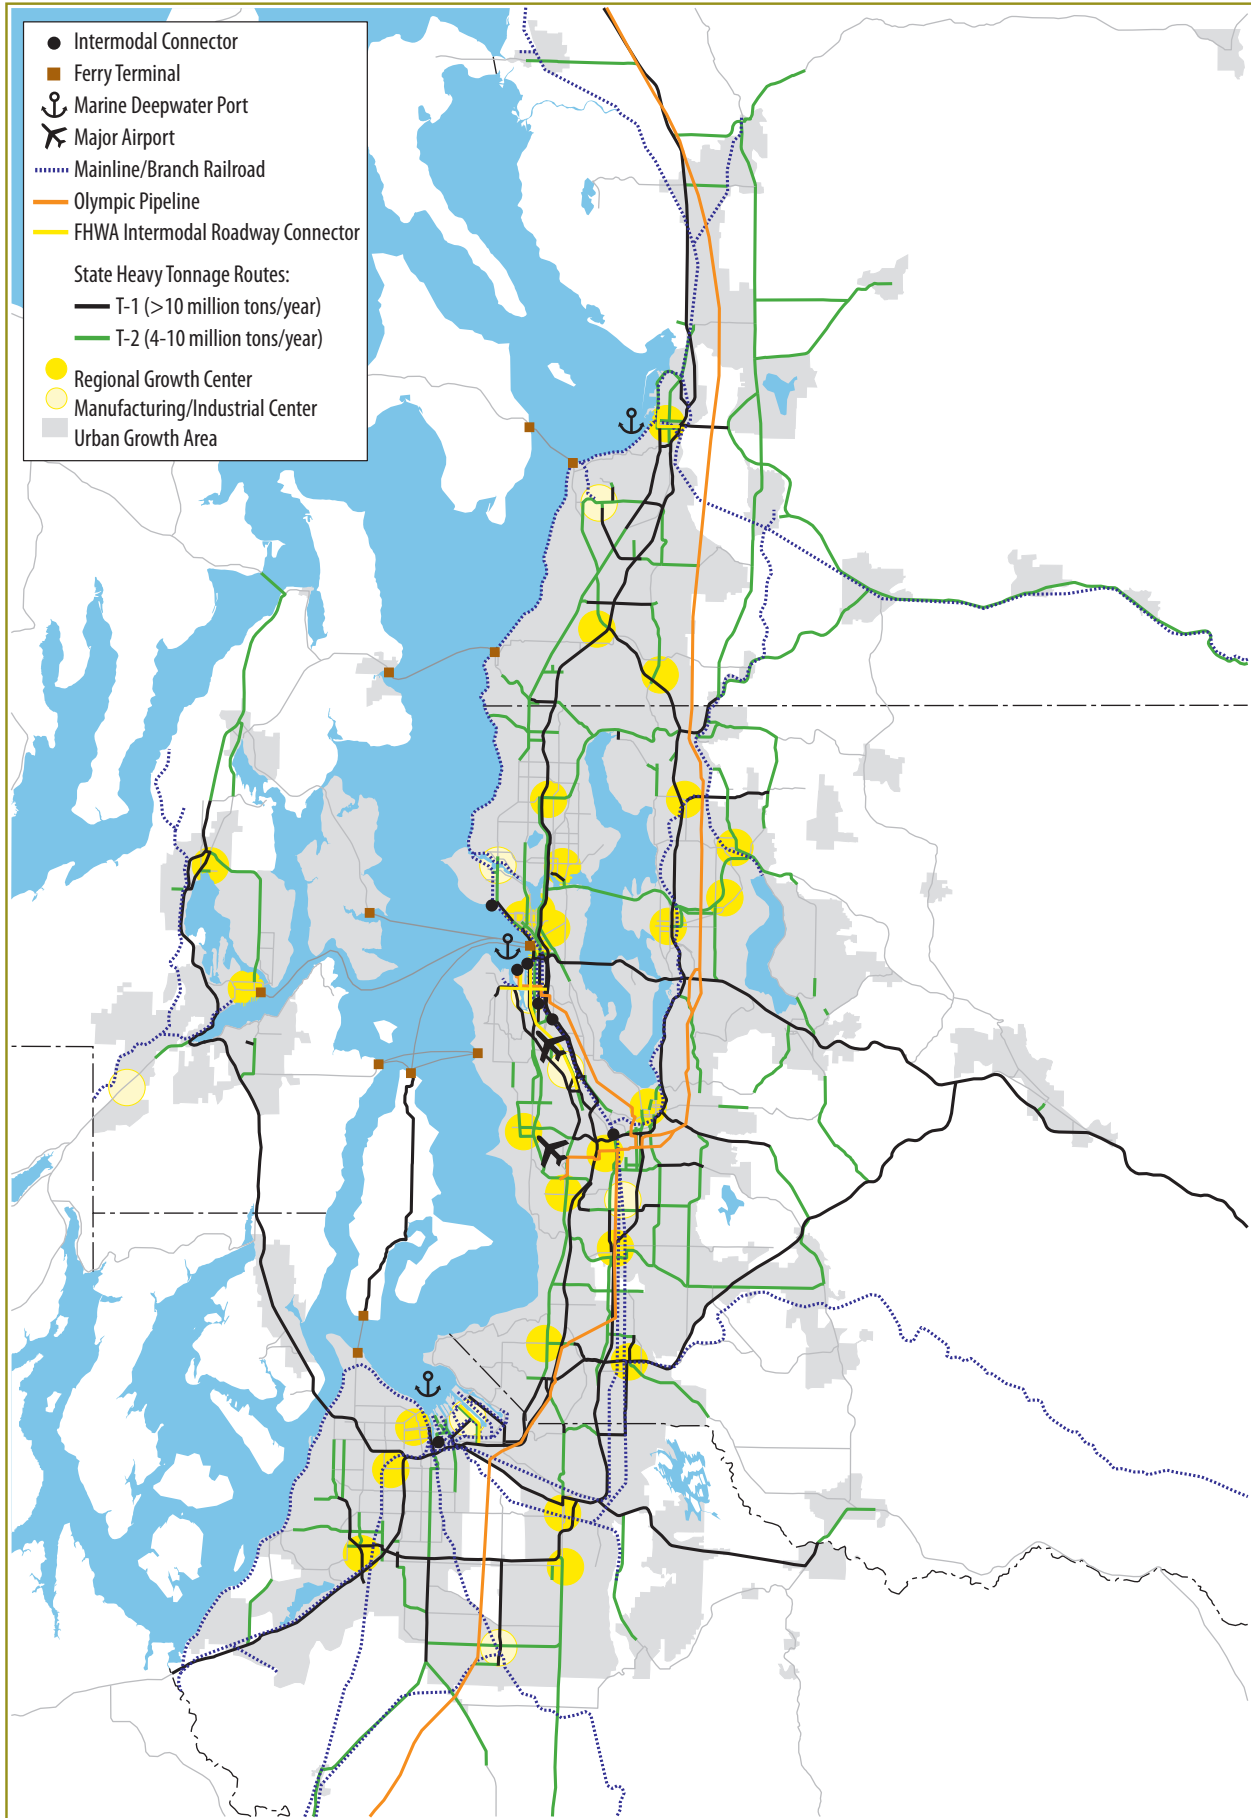 Intermodal Connector
Ferry Terminal
Marine Deepwater Port
Major Airport
Mainline/Branch Railroad
Olympic Pipeline
FHWA Intermodal Roadway Connector
State Heavy Tonnage Routes:
T-1 (>10 million tons/year)
T-2 (4-10 million tons/year)
Regional Growth Center
Manufacturing/Industrial Center
Urban Growth Area